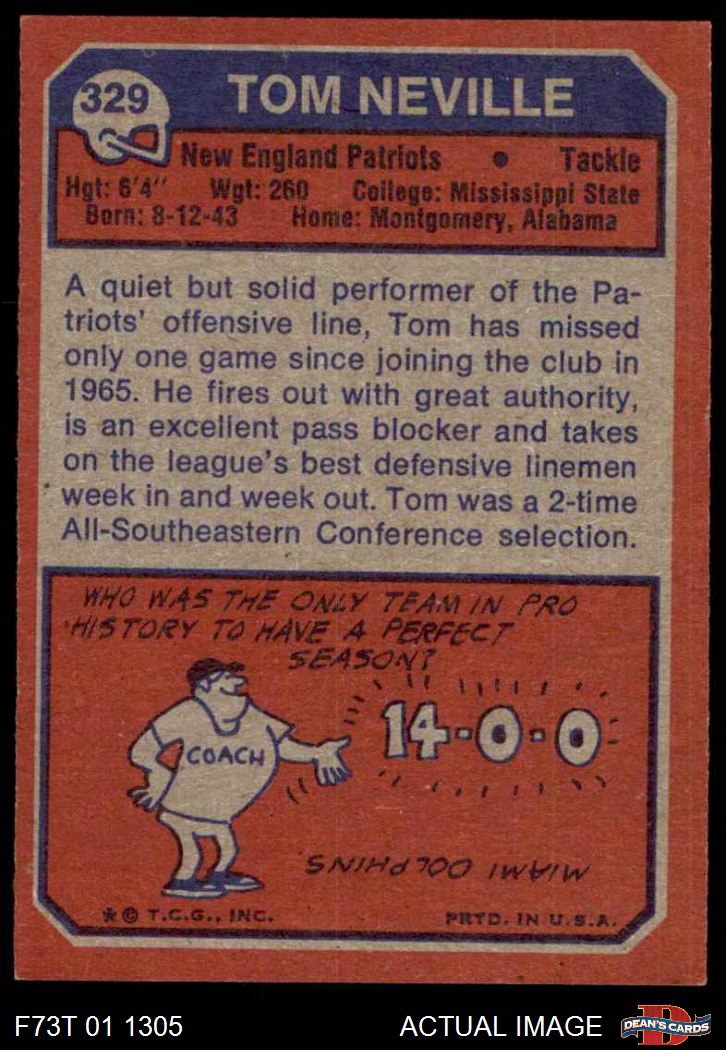 329
TOM NEVILLE
New England Patriots • Tackle
Hgt: 6'4" Wgt: 260 College: Mississippi State
Born: 8-12-43 Home: Montgomery, Alabama
A quiet but solid performer of the Pa-
triots' offensive line, Tom has missed
only one game since joining the club in
1965. He fires out with great authority,
is an excellent pass blocker and takes
on the league's best defensive linemen
week in and week out. Tom was a 2-time
All-Southeastern Conference selection.
WHO WAS THE ONLY TEAM IN PRO
HISTORY TO HAVE A PERFECT
SEASON?
14-0-0
COACH
MIAMI DOLPHINS
* © T.C.G., INC. PRTD. IN U.S.A.
F73T 01 1305 ACTUAL IMAGE
D
DEAN'S CARDS